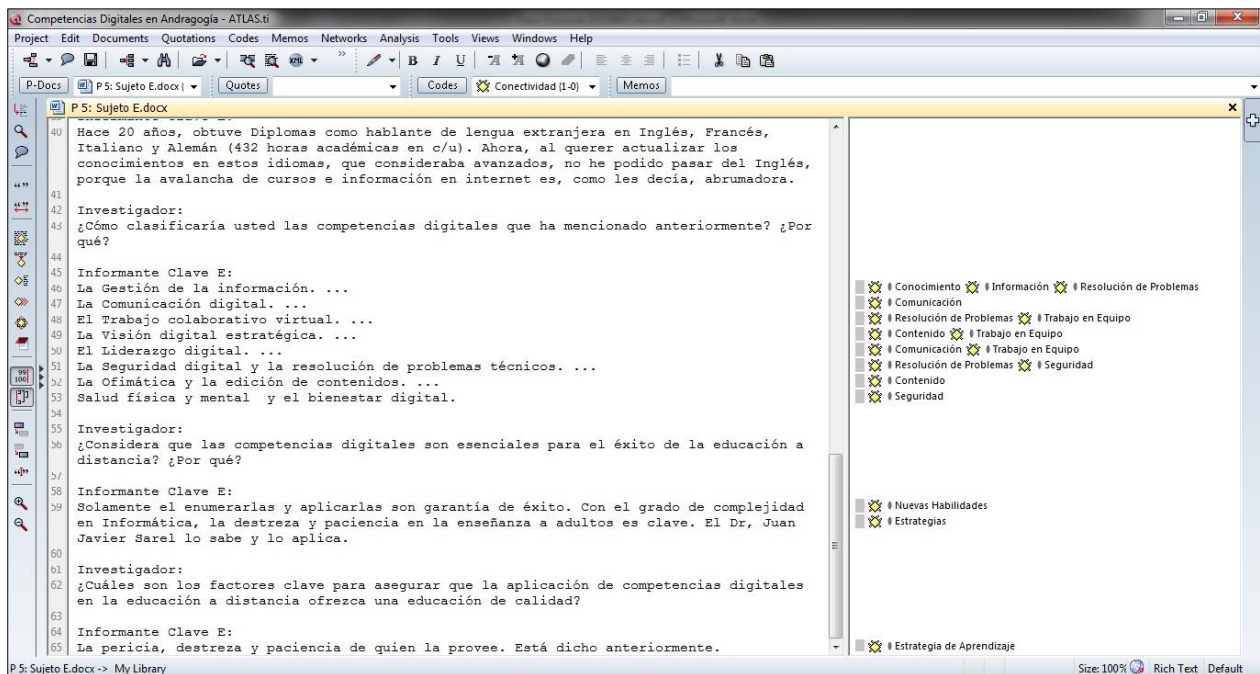 Competencias Digitales en Andragogía - ATLAS.ti
Project Edit Documents Quotations Codes Memos Networks Analysis Tools Views Windows Help
B I U
P-Docs P 5: Sujeto E.docx { Quotes Codes Conectividad {1-0} Memos
P 5: Sujeto E.docx
40 Hace 20 años, obtuve Diplomas como hablante de lengua extranjera en Inglés, Francés,
Italiano y Alemán (432 horas académicas en c/u). Ahora, al querer actualizar los
conocimientos en estos idiomas, que consideraba avanzados, no he podido pasar del Inglés,
porque la avalancha de cursos e información en internet es, como les decía, abrumadora.
41
42 Investigador:
43 ¿Cómo clasificaría usted las competencias digitales que ha mencionado anteriormente? ¿Por
qué?
44
45 Informante Clave E:
46 La Gestión de la información. ... Conocimiento Información Resolución de Problemas
47 La Comunicación digital. ... Comunicación
48 El Trabajo colaborativo virtual. ... Resolución de Problemas Trabajo en Equipo
49 La Visión digital estratégica. ... Contenido Trabajo en Equipo
50 El Liderazgo digital. ... Comunicación Trabajo en Equipo
51 La Seguridad digital y la resolución de problemas técnicos. ... Resolución de Problemas Seguridad
52 La Ofimática y la edición de contenidos. ... Contenido
53 Salud física y mental y el bienestar digital. Seguridad
54
55 Investigador:
56 ¿Considera que las competencias digitales son esenciales para el éxito de la educación a
distancia? ¿Por qué?
57
58 Informante Clave E:
59 Solamente el enumerarlas y aplicarlas son garantía de éxito. Con el grado de complejidad Nuevas Habilidades
en Informática, la destreza y paciencia en la enseñanza a adultos es clave. El Dr, Juan Estrategias
Javier Sarel lo sabe y lo aplica.
60
61 Investigador:
62 ¿Cuáles son los factores clave para asegurar que la aplicación de competencias digitales
en la educación a distancia ofrezca una educación de calidad?
63
64 Informante Clave E:
65 La pericia, destreza y paciencia de quien la provee. Está dicho anteriormente. Estrategia de Aprendizaje
P 5: Sujeto E.docx -> My Library Size: 100% Rich Text Default